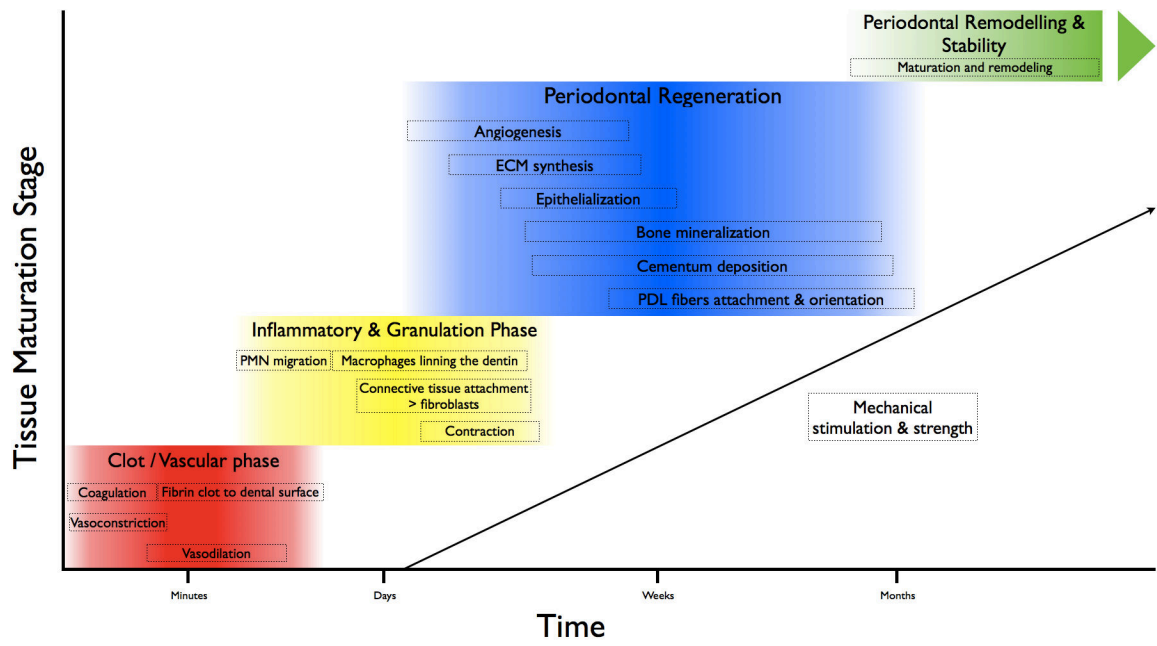 Periodontal Remodelling &
Stability
Maturation and remodeling
Periodontal Regeneration
Angiogenesis
ECM synthesis
Epithelialization
Bone mineralization
Cementum deposition
PDL fibers attachment & orientation
Inflammatory & Granulation Phase
PMN migration
Macrophages linning the dentin
Connective tissue attachment
> fibroblasts
Contraction
Mechanical
stimulation & strength
Clot / Vascular phase
Coagulation
Fibrin clot to dental surface
Vasoconstriction
Vasodilation
Tissue Maturation Stage
Minutes
Days
Weeks
Months
Time